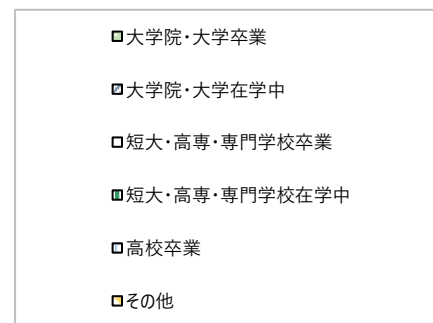 大学院・大学卒業
大学院・大学在学中
短大・高専・専門学校卒業
短大・高専・専門学校在学中
高校卒業
その他